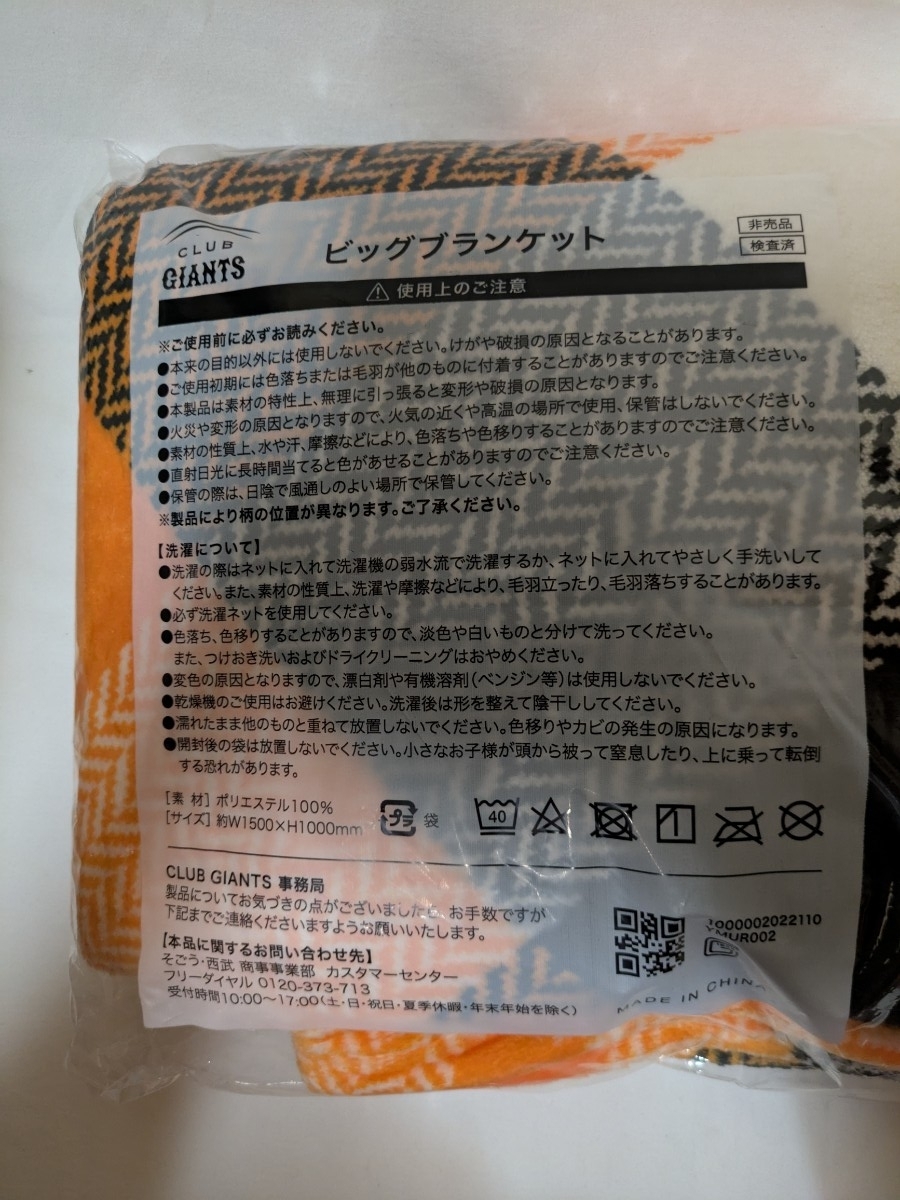 CLUB
GIANTS
ビッグブランケット
非売品
検査済
⚠使用上のご注意
※ご使用前に必ずお読みください。
●本来の目的以外には使用しないでください。けがや破損の原因となることがあります。
●ご使用初期には色落ちまたは毛羽が他のものに付着することがありますのでご注意ください。
●本製品は素材の特性上、無理に引っ張ると変形や破損の原因となります。
●火災や変形の原因となりますので、火気の近くや高温の場所で使用、保管はしないでください。
●素材の性質上、水や汗、摩擦などにより、色落ちや色移りすることがありますのでご注意ください。
●直射日光に長時間当てると色があせることがありますのでご注意ください。
●保管の際は、日陰で風通しのよい場所で保管してください。
※製品により柄の位置が異なります。ご了承ください。
【洗濯について】
●洗濯の際はネットに入れて洗濯機の弱水流で洗濯するか、ネットに入れてやさしく手洗いして
ください。また、素材の性質上、洗濯や摩擦などにより、毛羽立ったり、毛羽落ちすることがあります。
●必ず洗濯ネットを使用してください。
●色落ち、色移りすることがありますので、淡色や白いものと分けて洗ってください。
また、つけおき洗いおよびドライクリーニングはおやめください。
●変色の原因となりますので、漂白剤や有機溶剤(ベンジン等)は使用しないでください。
●乾燥機のご使用はお避けください。洗濯後は形を整えて陰干ししてください。
●濡れたまま他のものと重ねて放置しないでください。色移りやカビの発生の原因になります。
●開封後の袋は放置しないでください。小さなお子様が頭から被って窒息したり、上に乗って転倒
する恐れがあります。
[素 材] ポリエステル100%
[サイズ] 約W1500×H1000mm
プラ 袋
40
CLUB GIANTS 事務局
製品についてお気づきの点がございましたら、お手数ですが
下記までご連絡くださいますようお願いいたします。
【本品に関するお問い合わせ先】
そごう・西武 商事事業部 カスタマーセンター
フリーダイヤル 0120-373-713
受付時間10:00〜17:00(土・日・祝日・夏季休暇・年末年始を除く)
1000002022110
YMUR002
MADE IN CHINA